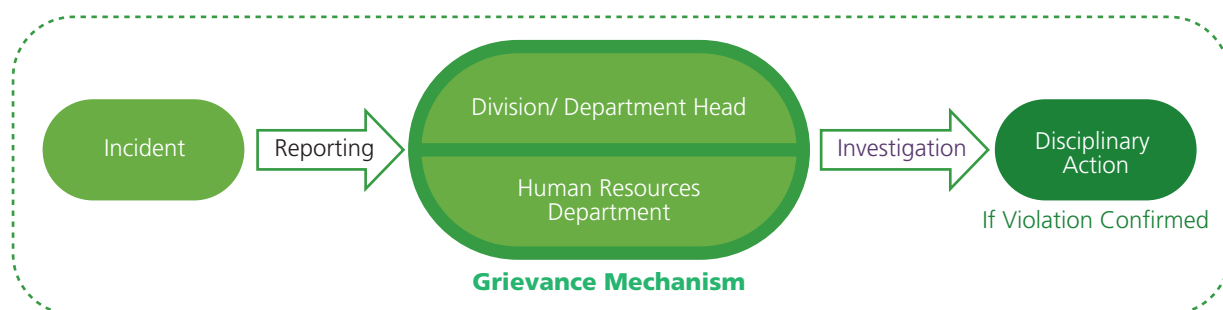 Incident
Reporting
Division/ Department Head
Human Resources
Department
Grievance Mechanism
Investigation
Disciplinary
Action
If Violation Confirmed